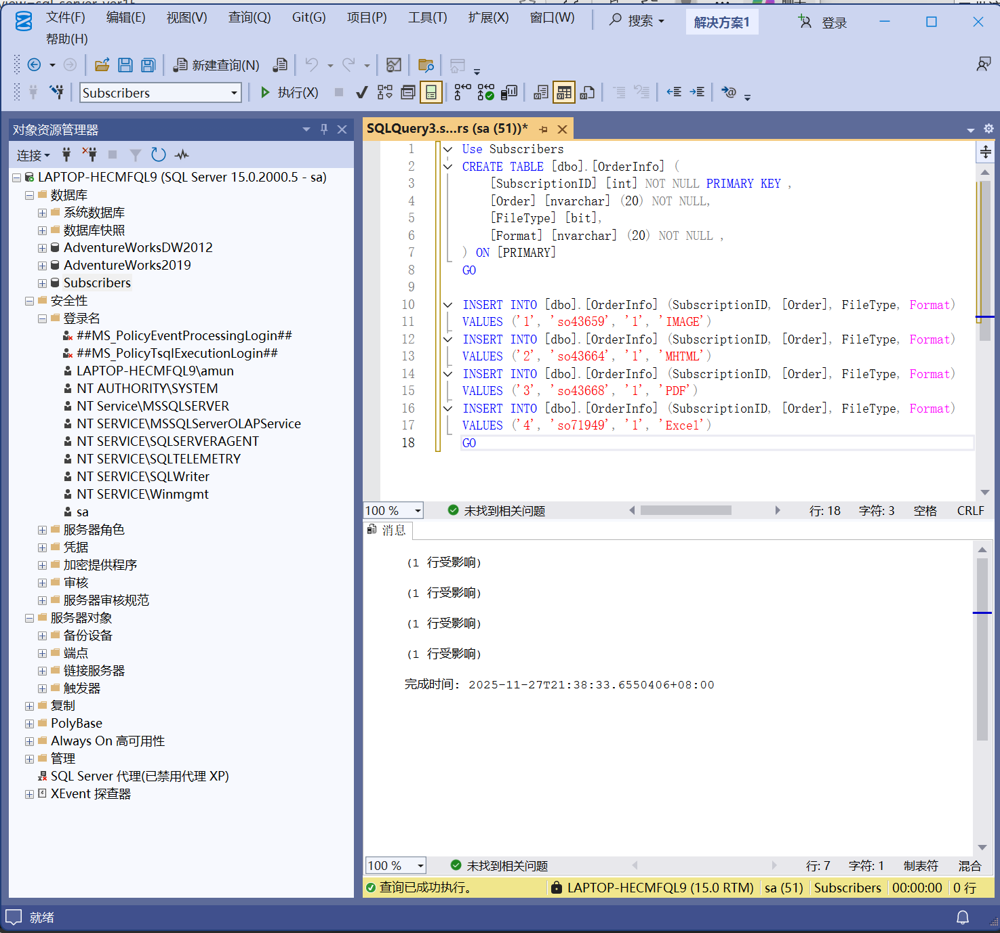 文件(F) 编辑(E) 视图(V) 查询(Q) Git(G) 项目(P) 工具(T) 扩展(X) 窗口(W) 搜索 解决方案1 登录
帮助(H)
新建查询(N)
Subscribers 执行(X)
对象资源管理器
连接
LAPTOP-HECMFQL9 (SQL Server 15.0.2000.5 - sa)
数据库
系统数据库
数据库快照
AdventureWorksDW2012
AdventureWorks2019
Subscribers
安全性
登录名
##MS_PolicyEventProcessingLogin##
##MS_PolicyTsqlExecutionLogin##
LAPTOP-HECMFQL9\amun
NT AUTHORITY\SYSTEM
NT Service\MSSQLSERVER
NT SERVICE\MSSQLServerOLAPService
NT SERVICE\SQLSERVERAGENT
NT SERVICE\SQLTELEMETRY
NT SERVICE\SQLWriter
NT SERVICE\Winmgmt
sa
服务器角色
凭据
加密提供程序
审核
服务器审核规范
服务器对象
备份设备
端点
链接服务器
触发器
复制
PolyBase
Always On 高可用性
管理
SQL Server 代理(已禁用代理 XP)
XEvent 探查器
SQLQuery3.s...rs (sa (51))*
1 Use Subscribers
2 CREATE TABLE [dbo].[OrderInfo] (
3 [SubscriptionID] [int] NOT NULL PRIMARY KEY ,
4 [Order] [nvarchar] (20) NOT NULL,
5 [FileType] [bit],
6 [Format] [nvarchar] (20) NOT NULL ,
7 ) ON [PRIMARY]
8 GO
9
10 INSERT INTO [dbo].[OrderInfo] (SubscriptionID, [Order], FileType, Format)
11 VALUES ('1', 'so43659', '1', 'IMAGE')
12 INSERT INTO [dbo].[OrderInfo] (SubscriptionID, [Order], FileType, Format)
13 VALUES ('2', 'so43664', '1', 'MHTML')
14 INSERT INTO [dbo].[OrderInfo] (SubscriptionID, [Order], FileType, Format)
15 VALUES ('3', 'so43668', '1', 'PDF')
16 INSERT INTO [dbo].[OrderInfo] (SubscriptionID, [Order], FileType, Format)
17 VALUES ('4', 'so71949', '1', 'Excel')
18 GO
100 % 未找到相关问题 行: 18 字符: 3 空格 CRLF
消息
(1 行受影响)
(1 行受影响)
(1 行受影响)
(1 行受影响)
完成时间: 2025-11-27T21:38:33.6550406+08:00
100 % 未找到相关问题 行: 7 字符: 1 制表符 混合
查询已成功执行。 LAPTOP-HECMFQL9 (15.0 RTM) sa (51) Subscribers 00:00:00 0 行
就绪